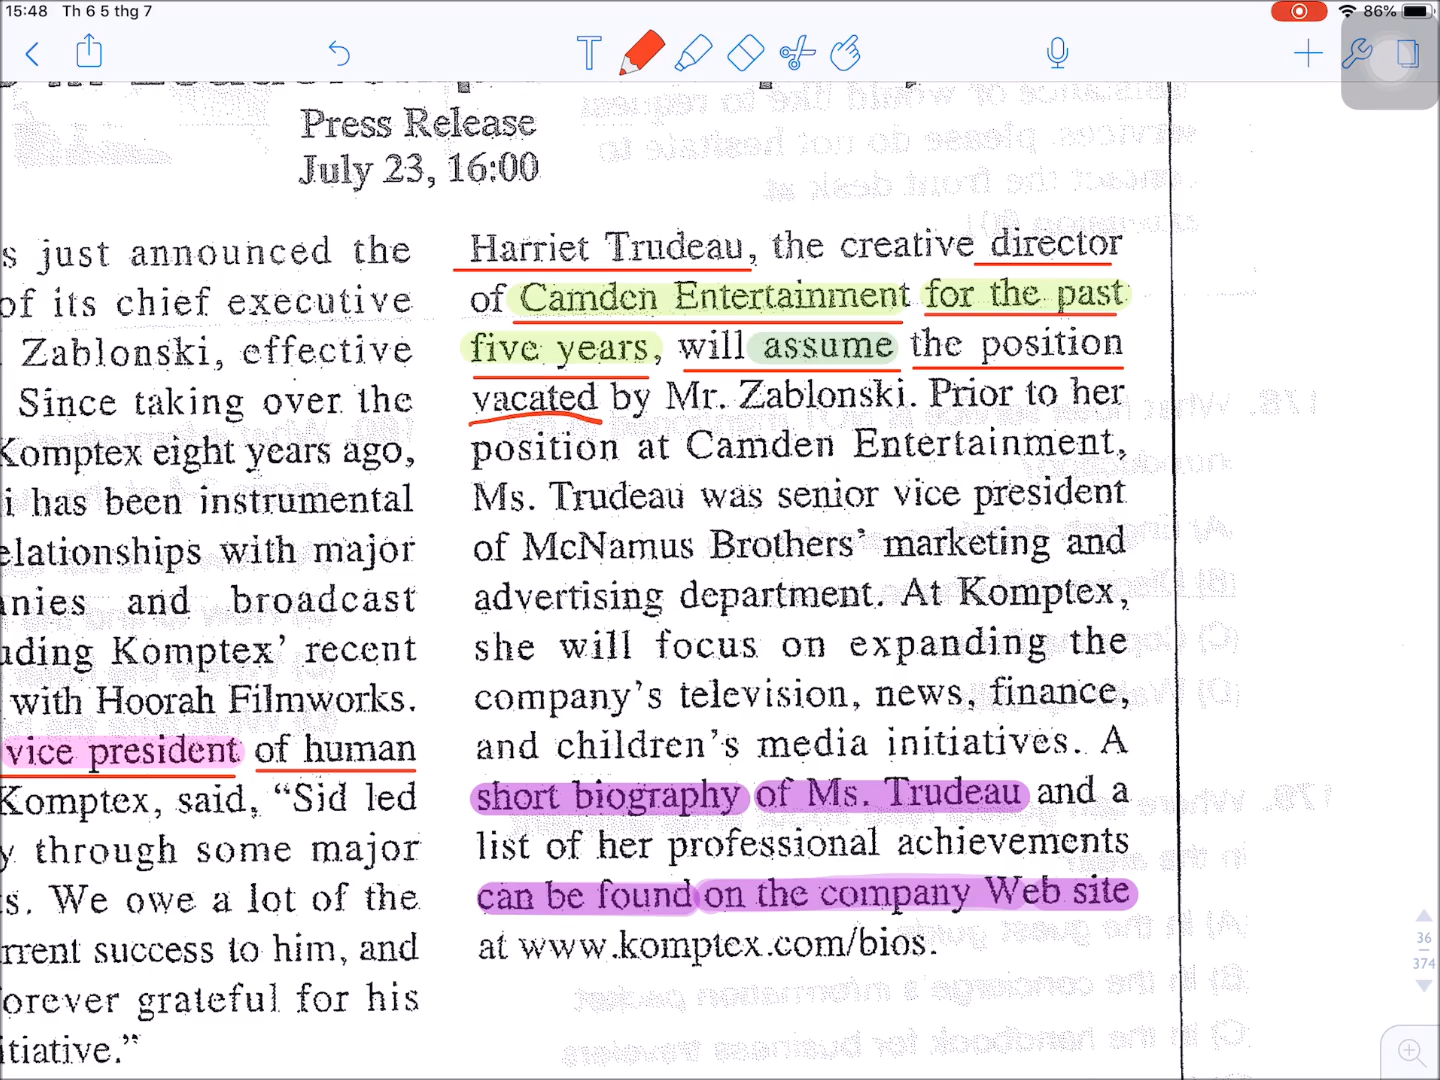 15:48 Th 6 5 thg 7
86%
Press Release
July 23, 16:00
s just announced the
of its chief executive
Zablonski, effective
Since taking over the
Komptex eight years ago,
i has been instrumental
elationships with major
nies and broadcast
ding Komptex' recent
with Hoorah Filmworks.
vice president of human
Komptex, said, “Sid led
y through some major
s. We owe a lot of the
rrent success to him, and
orever grateful for his
itiative.”
Harriet Trudeau, the creative director
of Camden Entertainment for the past
five years, will assume the position
vacated by Mr. Zablonski. Prior to her
position at Camden Entertainment,
Ms. Trudeau was senior vice president
of McNamus Brothers' marketing and
advertising department. At Komptex,
she will focus on expanding the
company's television, news, finance,
and children's media initiatives. A
short biography of Ms. Trudeau and a
list of her professional achievements
can be found on the company Web site
at www.komptex.com/bios.
36
374